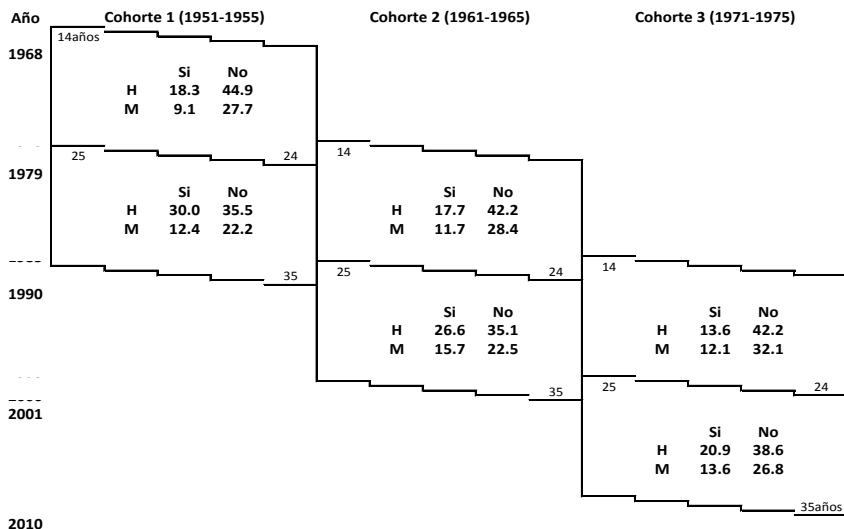 Año Cohorte 1 (1951-1955) Cohorte 2 (1961-1965) Cohorte 3 (1971-1975)
14años
1968
Si No
H 18.3 44.9
M 9.1 27.7
25 24 14
1979
Si No Si No
H 30.0 35.5 H 17.7 42.2
M 12.4 22.2 M 11.7 28.4
35 25 24 14
1990
Si No Si No
H 26.6 35.1 H 13.6 42.2
M 15.7 22.5 M 12.1 32.1
35 25 24
2001
Si No
H 20.9 38.6
M 13.6 26.8
35años
2010